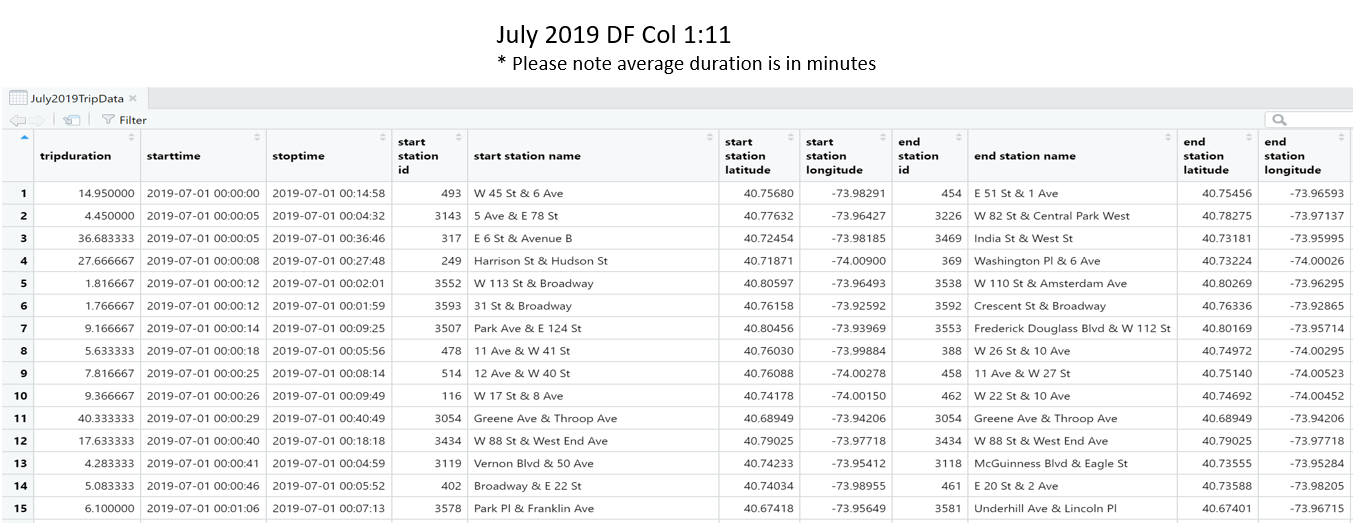 July 2019 DF Col 1:11
* Please note average duration is in minutes
July2019TripData
Filter
tripduration starttime stoptime start station id start station name start station latitude start station longitude end station id end station name end station latitude end station longitude
1 14.950000 2019-07-01 00:00:00 2019-07-01 00:14:58 493 W 45 St & 6 Ave 40.75680 -73.98291 454 E 51 St & 1 Ave 40.75456 -73.96593
2 4.450000 2019-07-01 00:00:05 2019-07-01 00:04:32 3143 5 Ave & E 78 St 40.77632 -73.96427 3226 W 82 St & Central Park West 40.78275 -73.97137
3 36.683333 2019-07-01 00:00:05 2019-07-01 00:36:46 317 E 6 St & Avenue B 40.72454 -73.98185 3469 India St & West St 40.73181 -73.95995
4 27.666667 2019-07-01 00:00:08 2019-07-01 00:27:48 249 Harrison St & Hudson St 40.71871 -74.00900 369 Washington Pl & 6 Ave 40.73224 -74.00026
5 1.816667 2019-07-01 00:00:12 2019-07-01 00:02:01 3552 W 113 St & Broadway 40.80597 -73.96493 3538 W 110 St & Amsterdam Ave 40.80269 -73.96295
6 1.766667 2019-07-01 00:00:12 2019-07-01 00:01:59 3593 31 St & Broadway 40.76158 -73.92592 3592 Crescent St & Broadway 40.76336 -73.92865
7 9.166667 2019-07-01 00:00:14 2019-07-01 00:09:25 3507 Park Ave & E 124 St 40.80456 -73.93969 3553 Frederick Douglass Blvd & W 112 St 40.80169 -73.95714
8 5.633333 2019-07-01 00:00:18 2019-07-01 00:05:56 478 11 Ave & W 41 St 40.76030 -73.99884 388 W 26 St & 10 Ave 40.74972 -74.00295
9 7.816667 2019-07-01 00:00:25 2019-07-01 00:08:14 514 12 Ave & W 40 St 40.76088 -74.00278 458 11 Ave & W 27 St 40.75140 -74.00523
10 9.366667 2019-07-01 00:00:26 2019-07-01 00:09:49 116 W 17 St & 8 Ave 40.74178 -74.00150 462 W 22 St & 10 Ave 40.74692 -74.00452
11 40.333333 2019-07-01 00:00:29 2019-07-01 00:40:49 3054 Greene Ave & Throop Ave 40.68949 -73.94206 3054 Greene Ave & Throop Ave 40.68949 -73.94206
12 17.633333 2019-07-01 00:00:40 2019-07-01 00:18:18 3434 W 88 St & West End Ave 40.79025 -73.97718 3434 W 88 St & West End Ave 40.79025 -73.97718
13 4.283333 2019-07-01 00:00:41 2019-07-01 00:04:59 3119 Vernon Blvd & 50 Ave 40.74233 -73.95412 3118 McGuinness Blvd & Eagle St 40.73555 -73.95284
14 5.083333 2019-07-01 00:00:46 2019-07-01 00:05:52 402 Broadway & E 22 St 40.74034 -73.98955 461 E 20 St & 2 Ave 40.73588 -73.98205
15 6.100000 2019-07-01 00:01:06 2019-07-01 00:07:13 3578 Park Pl & Franklin Ave 40.67418 -73.95649 3581 Underhill Ave & Lincoln Pl 40.67401 -73.96715